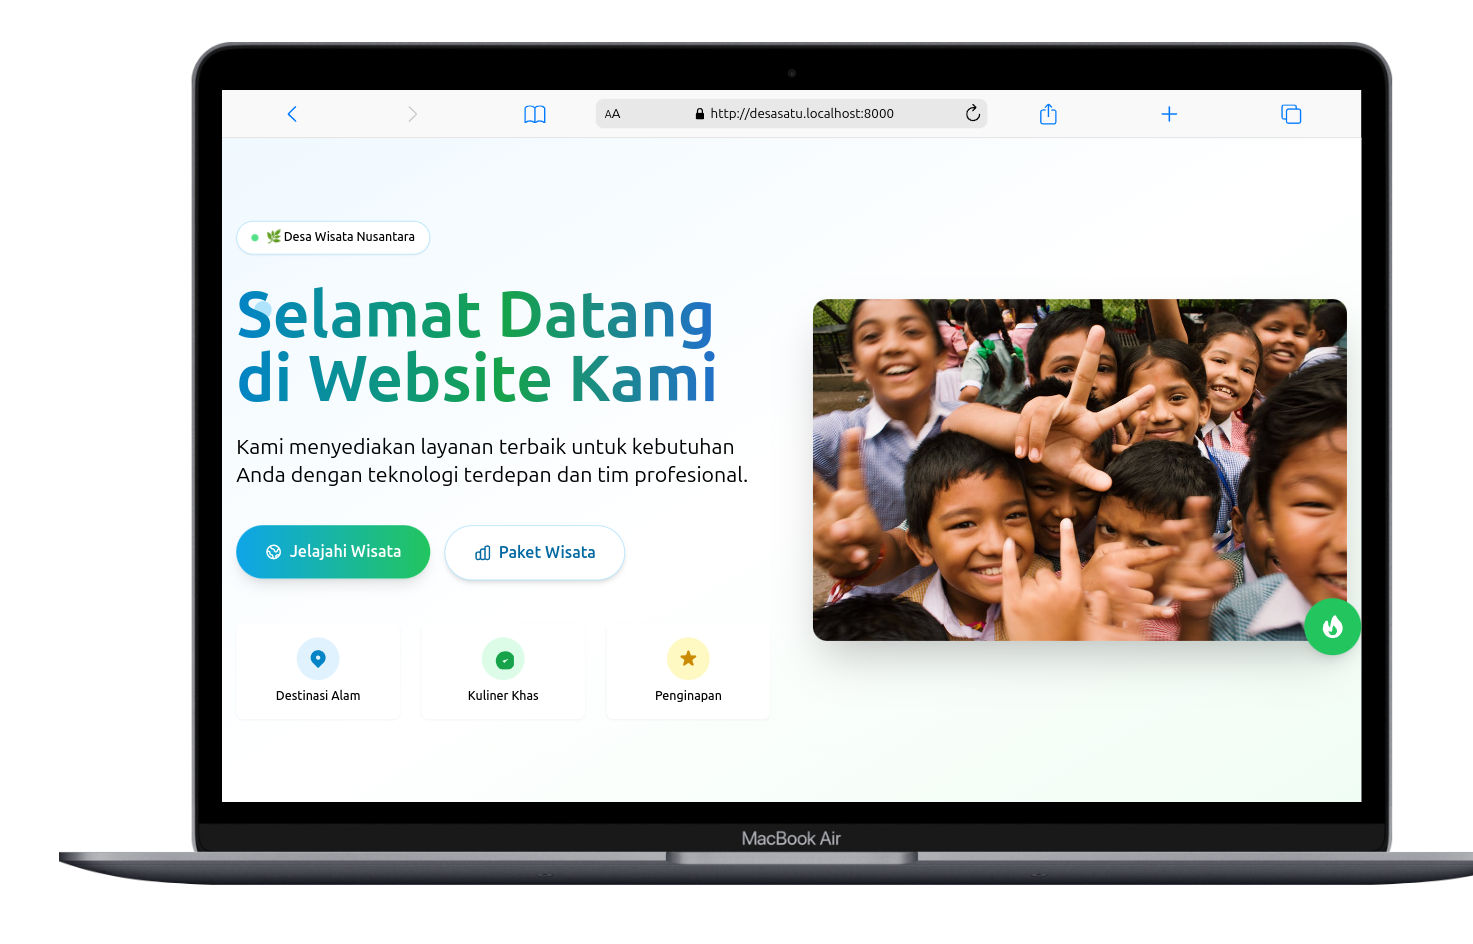 AA
http://desasatu.localhost:8000
Desa Wisata Nusantara
Selamat Datang
di Website Kami
Kami menyediakan layanan terbaik untuk kebutuhan
Anda dengan teknologi terdepan dan tim profesional.
Jelajahi Wisata
Paket Wisata
Destinasi Alam
Kuliner Khas
Penginapan
MacBook Air